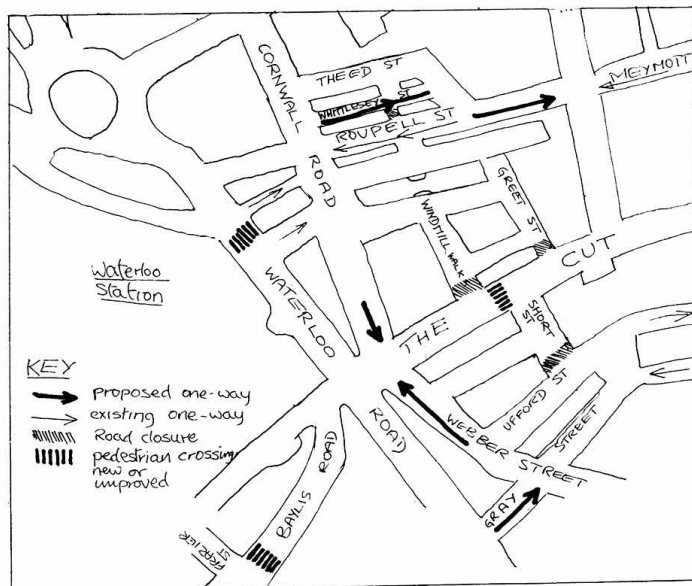 CORNWALL
ROAD
THEED ST
WHITTLESEY ST
ROUPELL ST
MEYMOTT
GREET ST
WINDMILL WALK
CUT
THE
SHORT
ST
WATERLOO
ROAD
UFFORD ST
WEBBER STREET
STREET
GRAY
BAYLIS ROAD
FRAZIER
ST
Waterloo
Station
KEY
proposed one-way
existing one-way
Road closure
pedestrian crossing
new or
improved